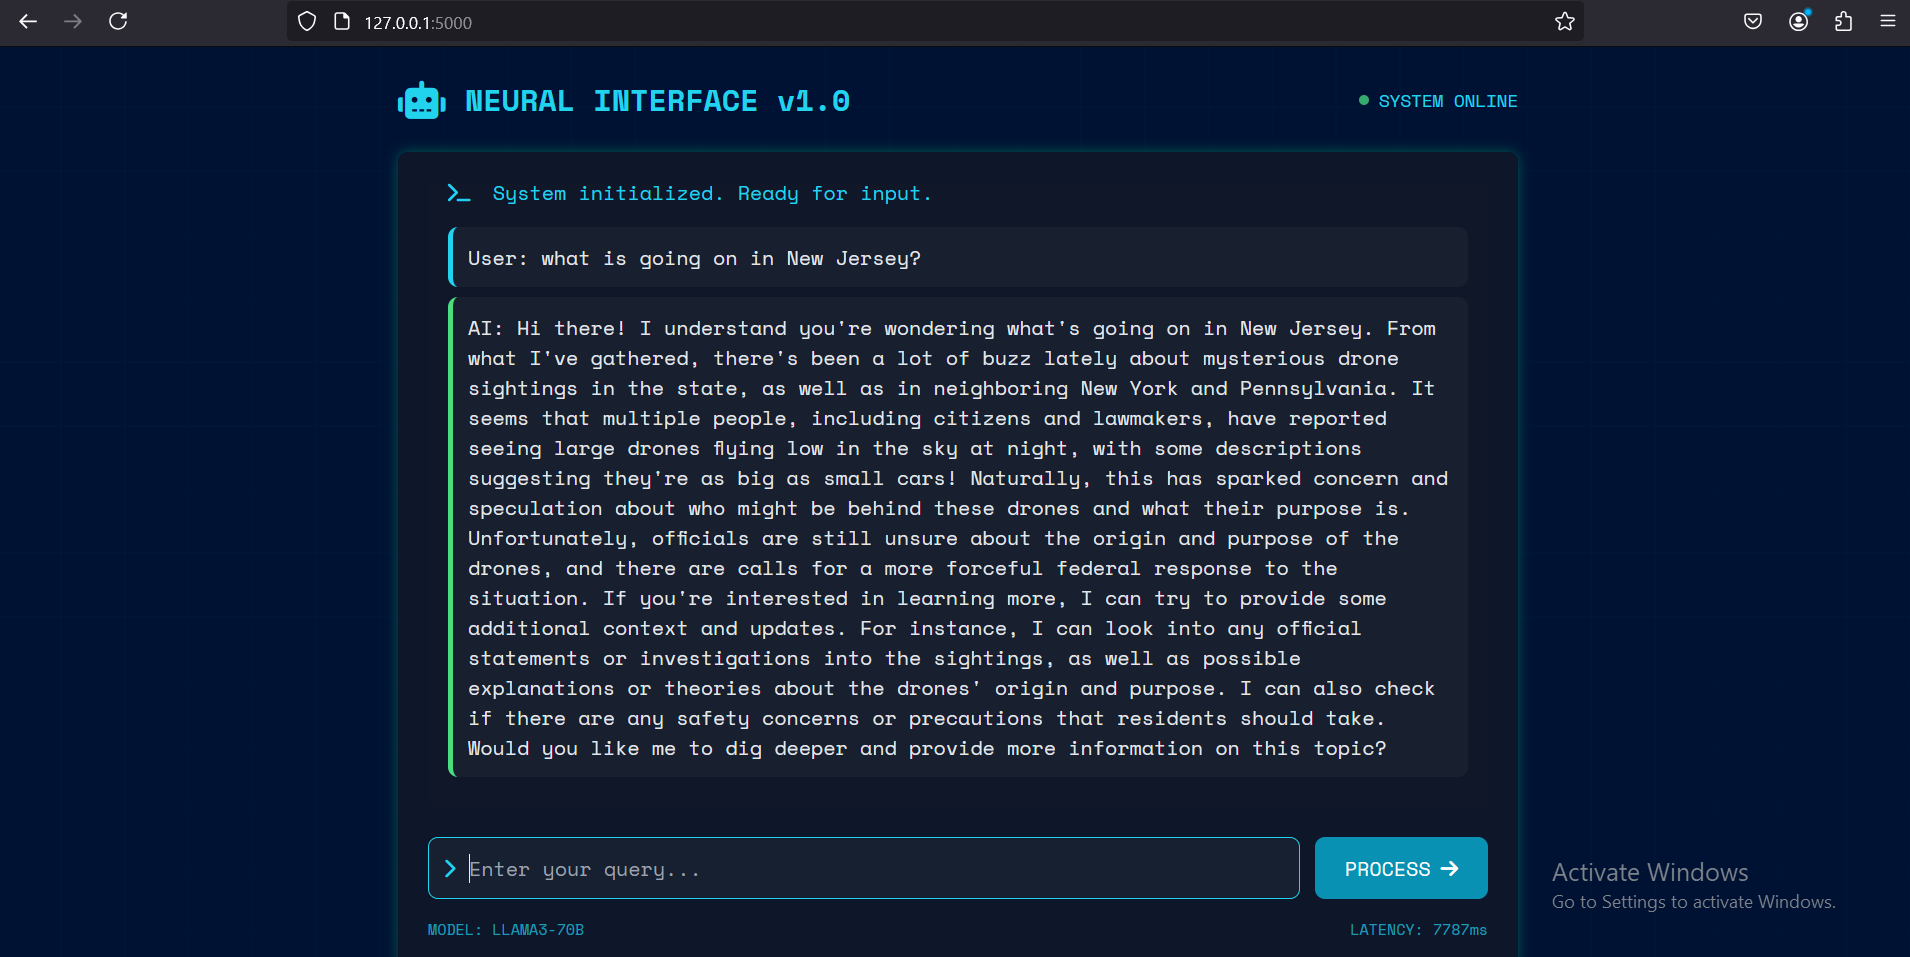 127.0.0.1:5000
NEURAL INTERFACE v1.0
SYSTEM ONLINE
System initialized. Ready for input.
User: what is going on in New Jersey?
AI: Hi there! I understand you're wondering what's going on in New Jersey. From
what I've gathered, there's been a lot of buzz lately about mysterious drone
sightings in the state, as well as in neighboring New York and Pennsylvania. It
seems that multiple people, including citizens and lawmakers, have reported
seeing large drones flying low in the sky at night, with some descriptions
suggesting they're as big as small cars! Naturally, this has sparked concern and
speculation about who might be behind these drones and what their purpose is.
Unfortunately, officials are still unsure about the origin and purpose of the
drones, and there are calls for a more forceful federal response to the
situation. If you're interested in learning more, I can try to provide some
additional context and updates. For instance, I can look into any official
statements or investigations into the sightings, as well as possible
explanations or theories about the drones' origin and purpose. I can also check
if there are any safety concerns or precautions that residents should take.
Would you like me to dig deeper and provide more information on this topic?
Enter your query...
PROCESS
Activate Windows
Go to Settings to activate Windows.
MODEL: LLAMA3-70B
LATENCY: 7787ms